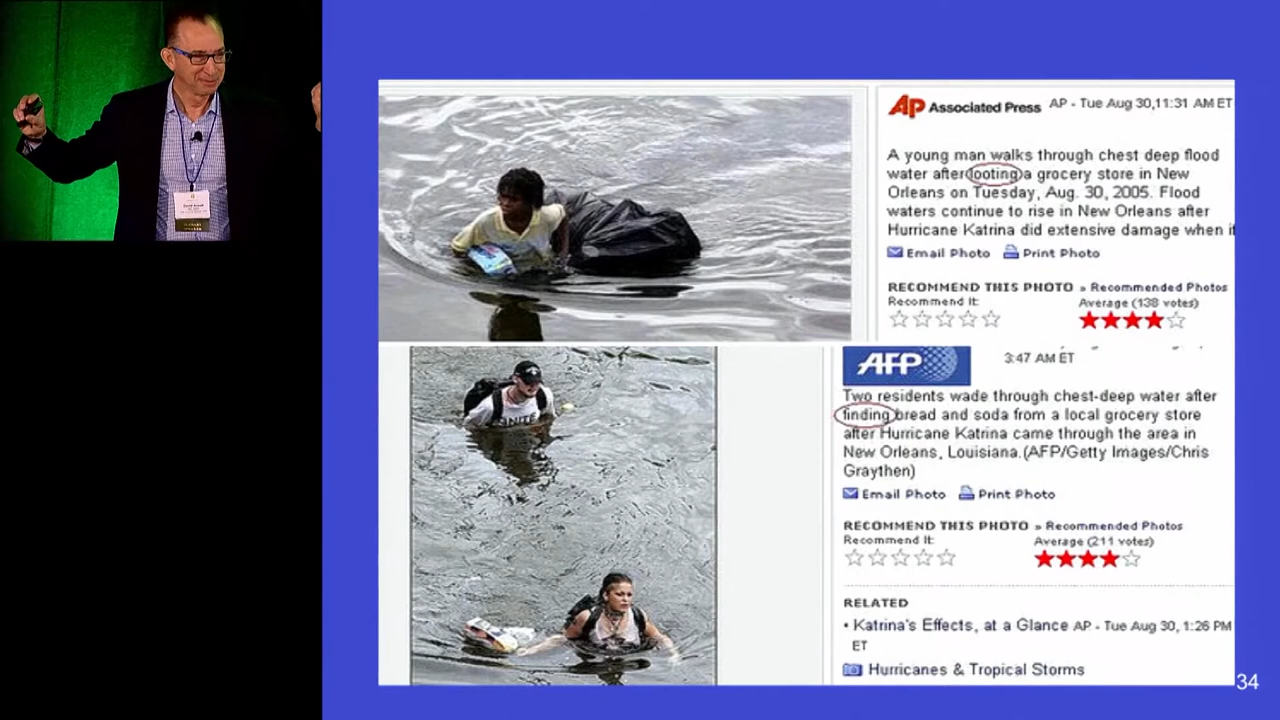 AP Associated Press
AP - Tue Aug 30,11:31 AM ET
A young man walks through chest deep flood
water after looting a grocery store in New
Orleans on Tuesday, Aug. 30, 2005. Flood
waters continue to rise in New Orleans after
Hurricane Katrina did extensive damage when
Email Photo Print Photo
RECOMMEND THIS PHOTO » Recommended Photos
Recommend It: Average (138 votes)
AFP
3:47 AM ET
Two residents wade through chest-deep water after
finding bread and soda from a local grocery store
after Hurricane Katrina came through the area in
New Orleans, Louisiana.(AFP/Getty Images/Chris
Graythen)
Email Photo Print Photo
RECOMMEND THIS PHOTO » Recommended Photos
Recommend It: Average (211 votes)
RELATED
• Katrina's Effects, at a Glance AP - Tue Aug 30, 1:26 PM
ET
Hurricanes & Tropical Storms
34